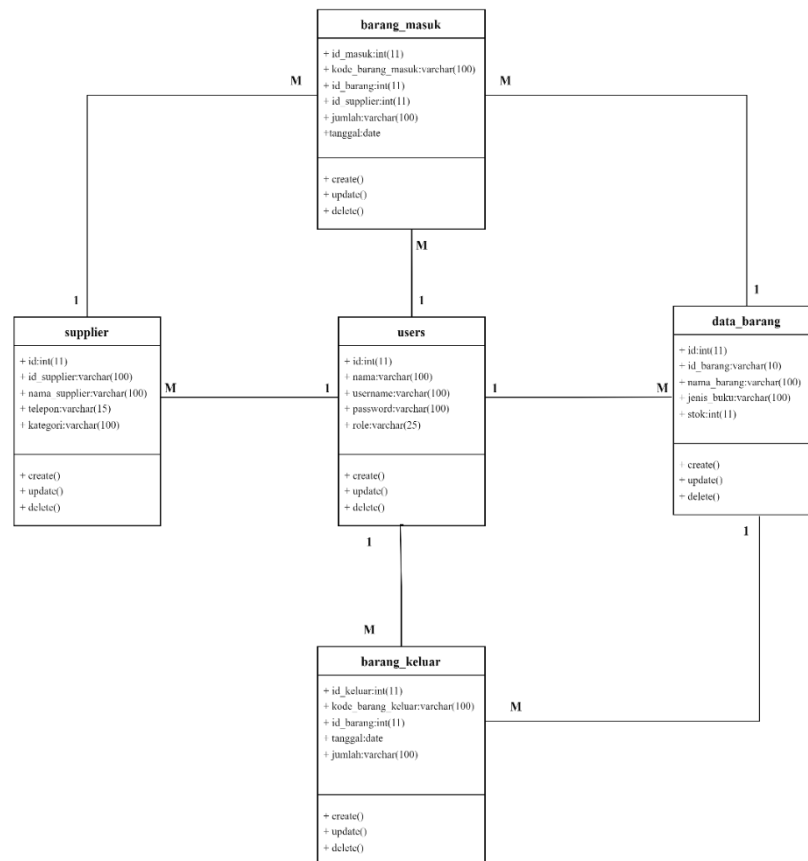 barang_masuk
+ id_masuk:int(11)
+ kode_barang_masuk:varchar(100)
+ id_barang:int(11)
+ id_supplier:int(11)
+ jumlah:varchar(100)
+tanggal:date
+ create()
+ update()
+ delete()
M
M
M
1
1
1
supplier
+ id:int(11)
+ id_supplier:varchar(100)
+ nama_supplier:varchar(100)
+ telepon:varchar(15)
+ kategori:varchar(100)
+ create()
+ update()
+ delete()
M
1
users
+ id:int(11)
+ nama:varchar(100)
+ username:varchar(100)
+ password:varchar(100)
+ role:varchar(25)
+ create()
+ update()
+ delete()
1
M
data_barang
+ id:int(11)
+ id_barang:varchar(10)
+ nama_barang:varchar(100)
+ jenis_buku:varchar(100)
+ stok:int(11)
+ create()
+ update()
+ delete()
1
1
M
M
barang_keluar
+ id_keluar:int(11)
+ kode_barang_keluar:varchar(100)
+ id_barang:int(11)
+ tanggal:date
+ jumlah:varchar(100)
+ create()
+ update()
+ delete()